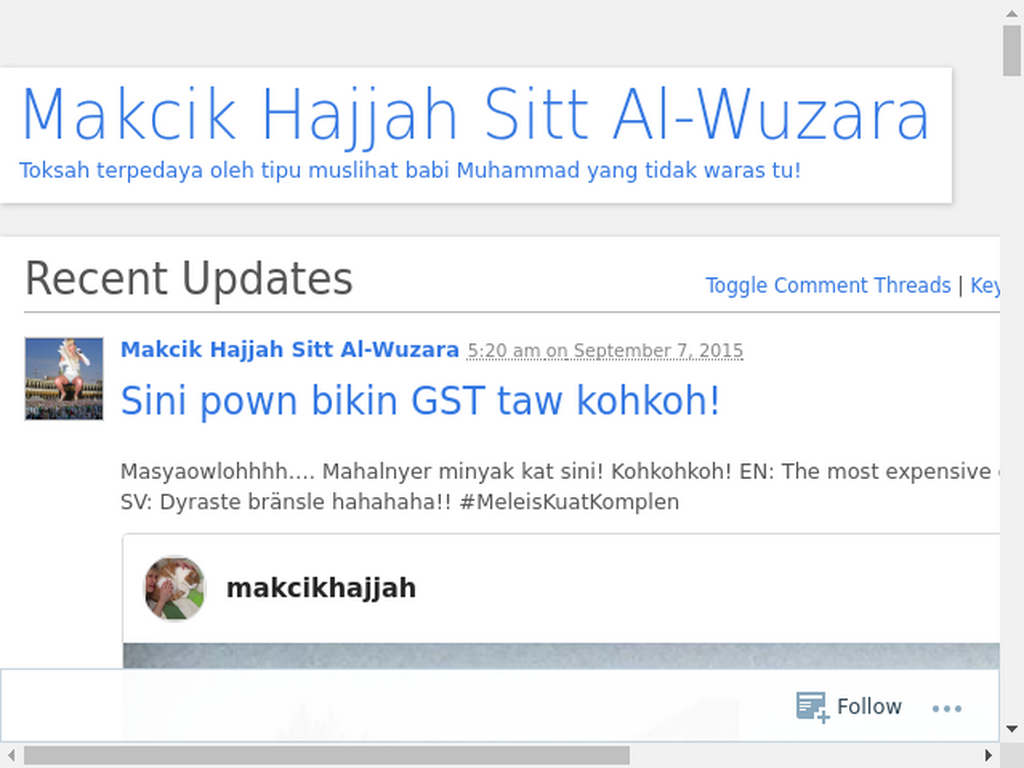 Makcik Hajjah Sitt Al-Wuzara
Toksah terpedaya oleh tipu muslihat babi Muhammad yang tidak waras tu!
Recent Updates
Toggle Comment Threads | Key
Makcik Hajjah Sitt Al-Wuzara 5:20 am on September 7, 2015
Sini pown bikin GST taw kohkoh!
Masyaowlohhhh.... Mahalnyer minyak kat sini! Kohkohkoh! EN: The most expensive
SV: Dyraste bränsle hahahaha!! #MeleisKuatKomplen
makcikhajjah
Follow